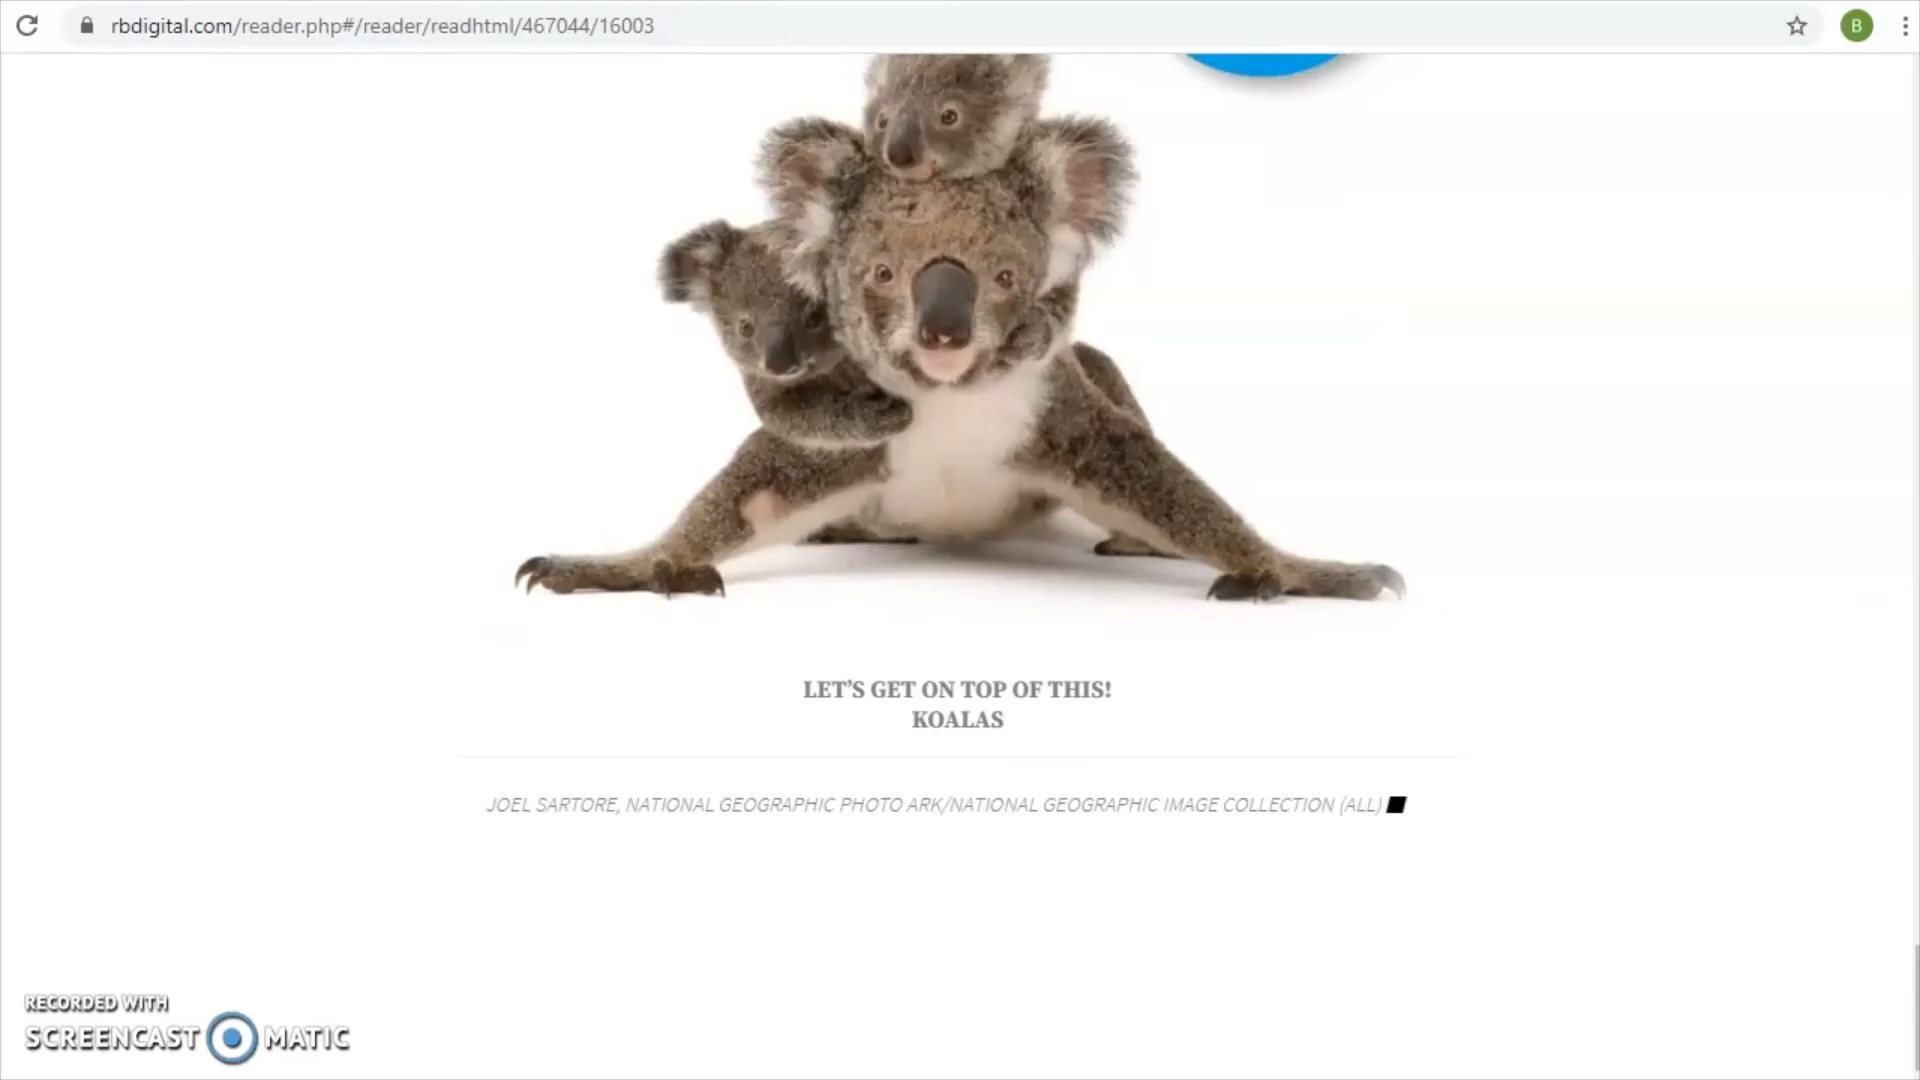 rbdigital.com/reader.php#/reader/readhtml/467044/16003
B
LET’S GET ON TOP OF THIS!
KOALAS
JOEL SARTORE, NATIONAL GEOGRAPHIC PHOTO ARK/NATIONAL GEOGRAPHIC IMAGE COLLECTION (ALL)
RECORDED WITH
SCREENCAST MATIC